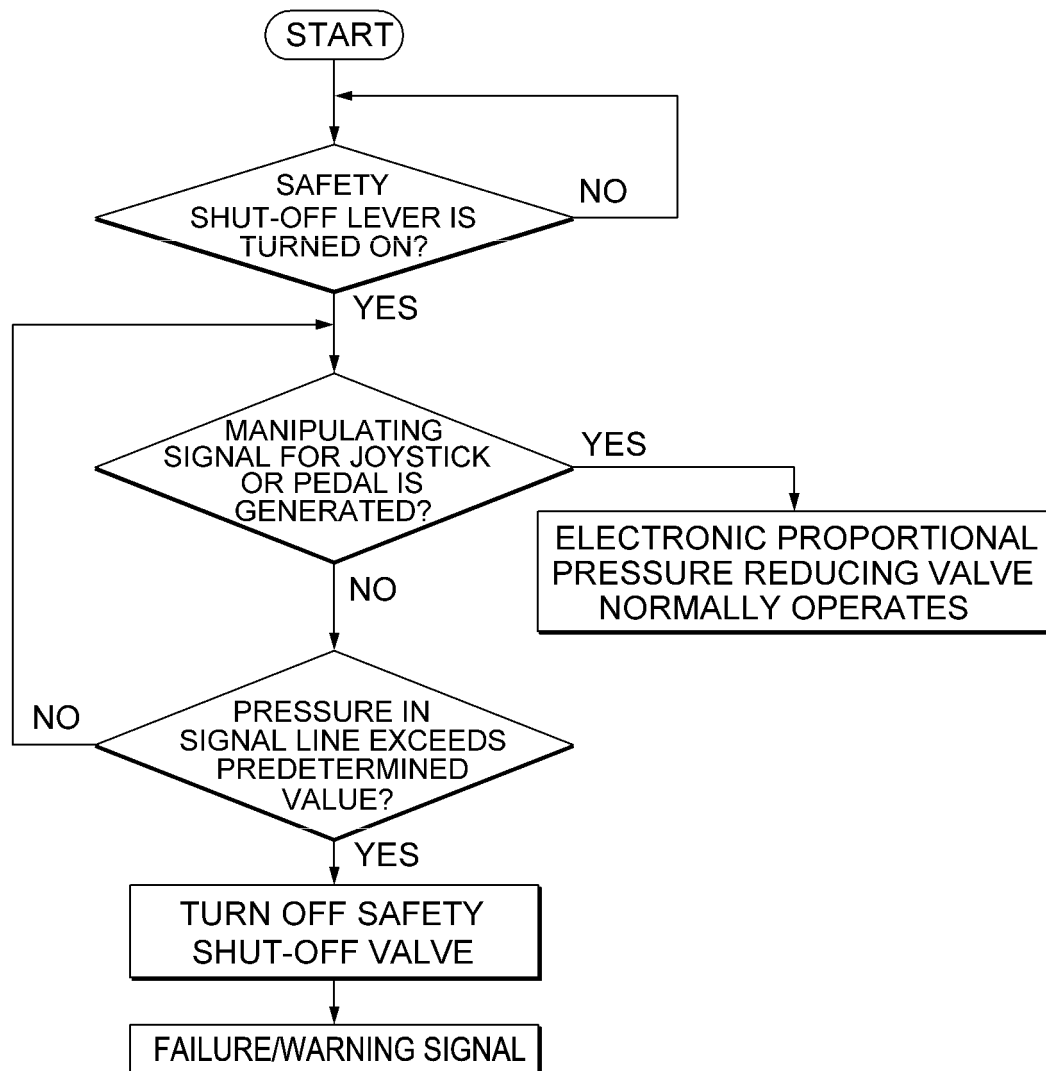 START
SAFETY
SHUT-OFF LEVER IS
TURNED ON?
NO
YES
MANIPULATING
SIGNAL FOR JOYSTICK
OR PEDAL IS
GENERATED?
YES
ELECTRONIC PROPORTIONAL
PRESSURE REDUCING VALVE
NORMALLY OPERATES
NO
PRESSURE IN
SIGNAL LINE EXCEEDS
PREDETERMINED
VALUE?
NO
YES
TURN OFF SAFETY
SHUT-OFF VALVE
FAILURE/WARNING SIGNAL